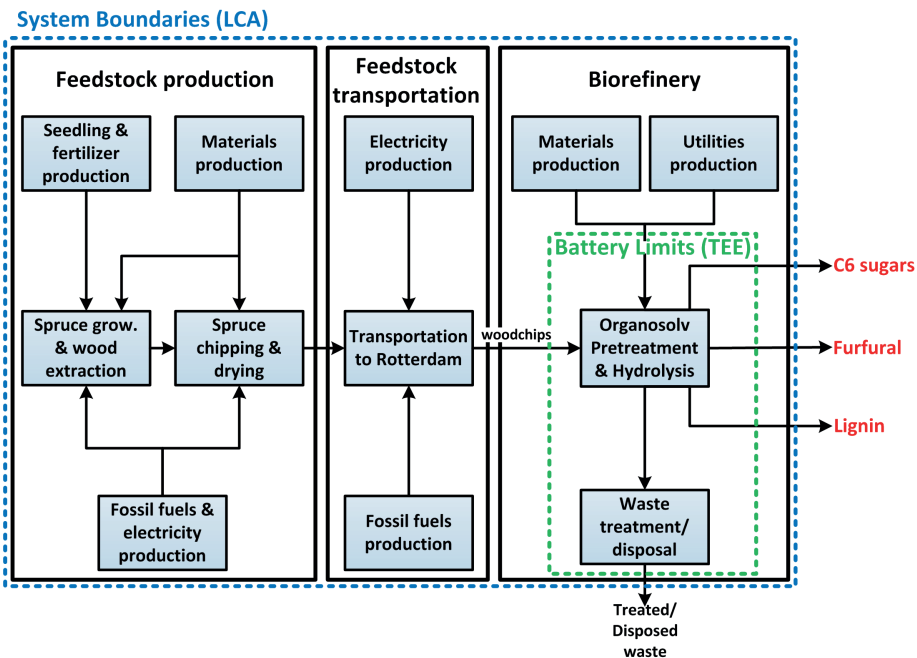 System Boundaries (LCA)
Feedstock production
Seedling &
fertilizer
production
Materials
production
Spruce grow.
& wood
extraction
Spruce
chipping &
drying
Fossil fuels &
electricity
production
Feedstock
transportation
Electricity
production
Transportation
to Rotterdam
Fossil fuels
production
woodchips
Biorefinery
Materials
production
Utilities
production
Battery Limits (TEE)
Organosolv
Pretreatment
& Hydrolysis
Waste
treatment/
disposal
C6 sugars
Furfural
Lignin
Treated/
Disposed
waste